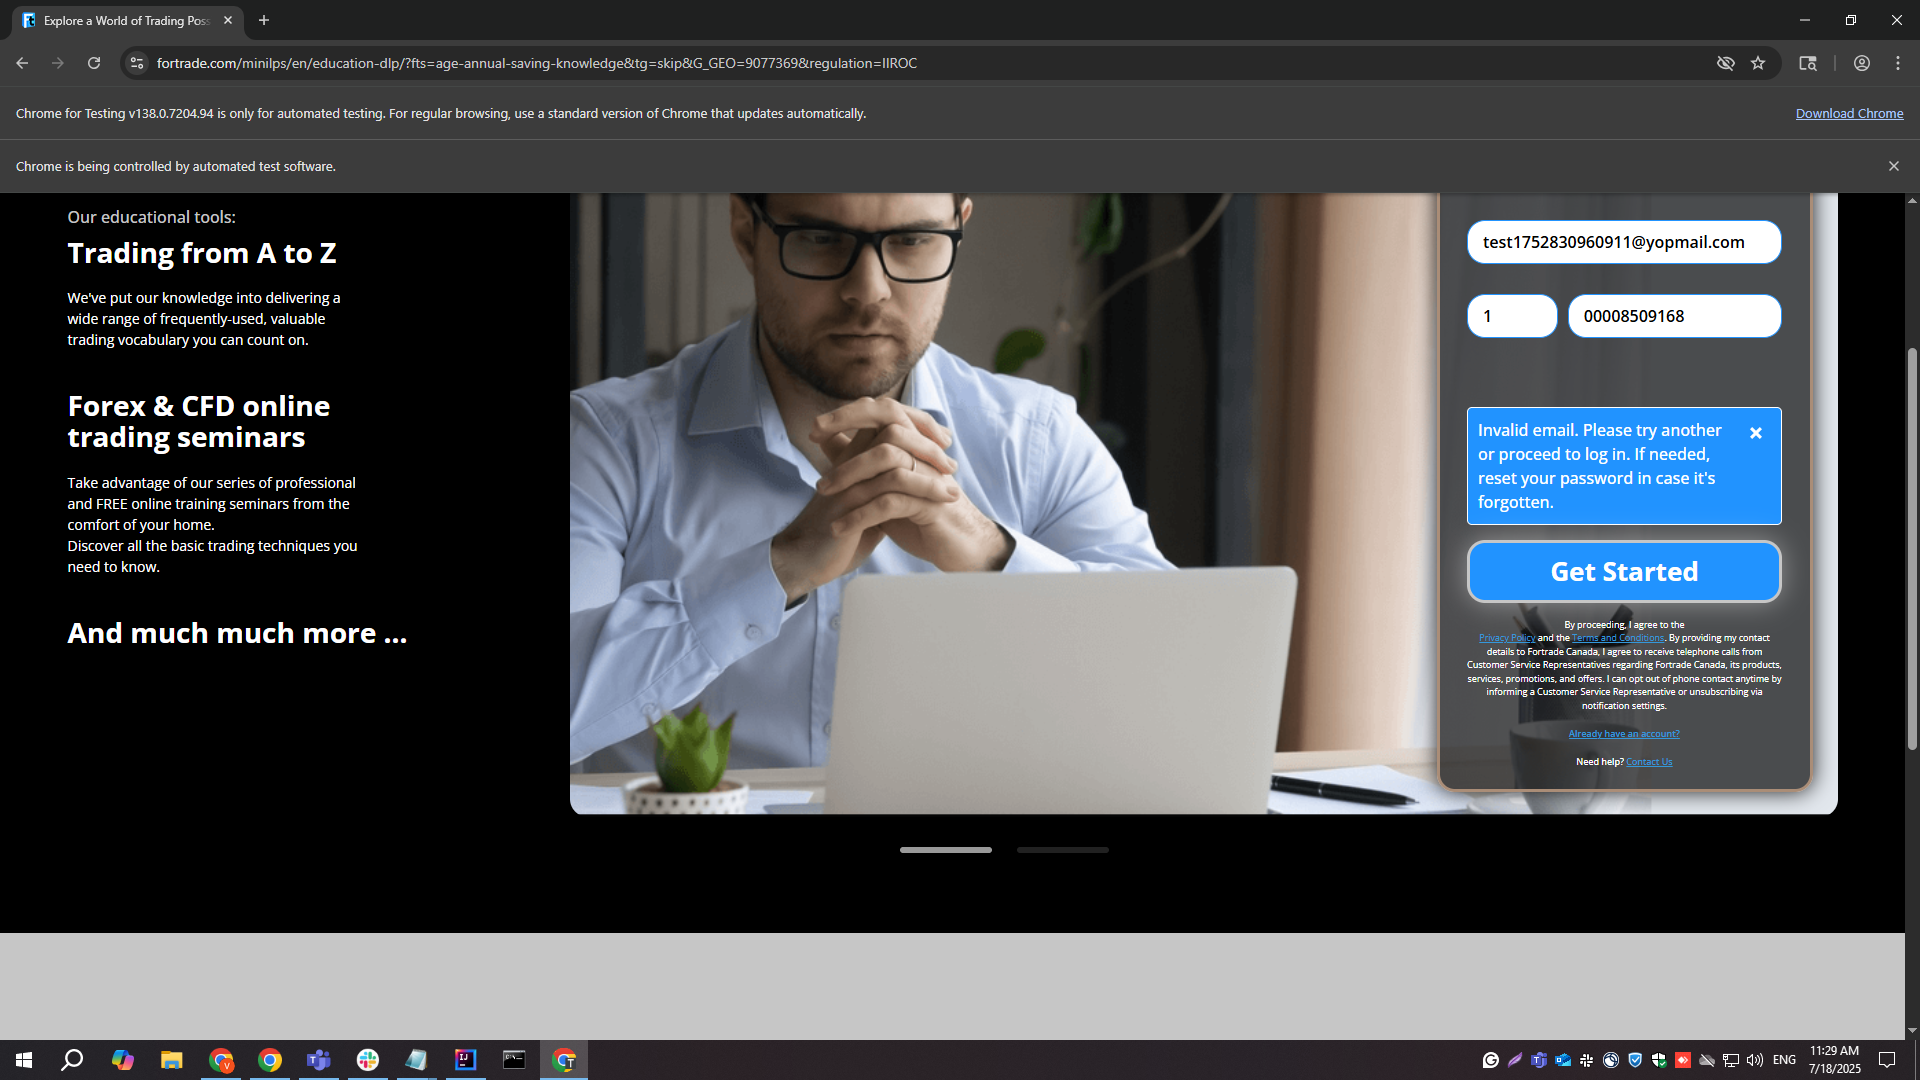 Explore a World of Trading Poss
fortrade.com/minilps/en/education-dlp/?fts=age-annual-saving-knowledge&tg=skip&G_GEO=9077369&regulation=IIROC
Chrome for Testing v138.0.7204.94 is only for automated testing. For regular browsing, use a standard version of Chrome that updates automatically.
Download Chrome
Chrome is being controlled by automated test software.
Our educational tools:
Trading from A to Z
We've put our knowledge into delivering a
wide range of frequently-used, valuable
trading vocabulary you can count on.
Forex & CFD online
trading seminars
Take advantage of our series of professional
and FREE online training seminars from the
comfort of your home.
Discover all the basic trading techniques you
need to know.
And much much more ...
test1752830960911@yopmail.com
1
00008509168
Invalid email. Please try another
or proceed to log in. If needed,
reset your password in case it's
forgotten.
Get Started
By proceeding, I agree to the
Privacy Policy and the Terms and Conditions. By providing my contact
details to Fortrade Canada, I agree to receive telephone calls from
Customer Service Representatives regarding Fortrade Canada, its products,
services, promotions, and offers. I can opt out of phone contact anytime by
informing a Customer Service Representative or unsubscribing via
notification settings.
Already have an account?
Need help? Contact Us
ENG
11:29 AM
7/18/2025